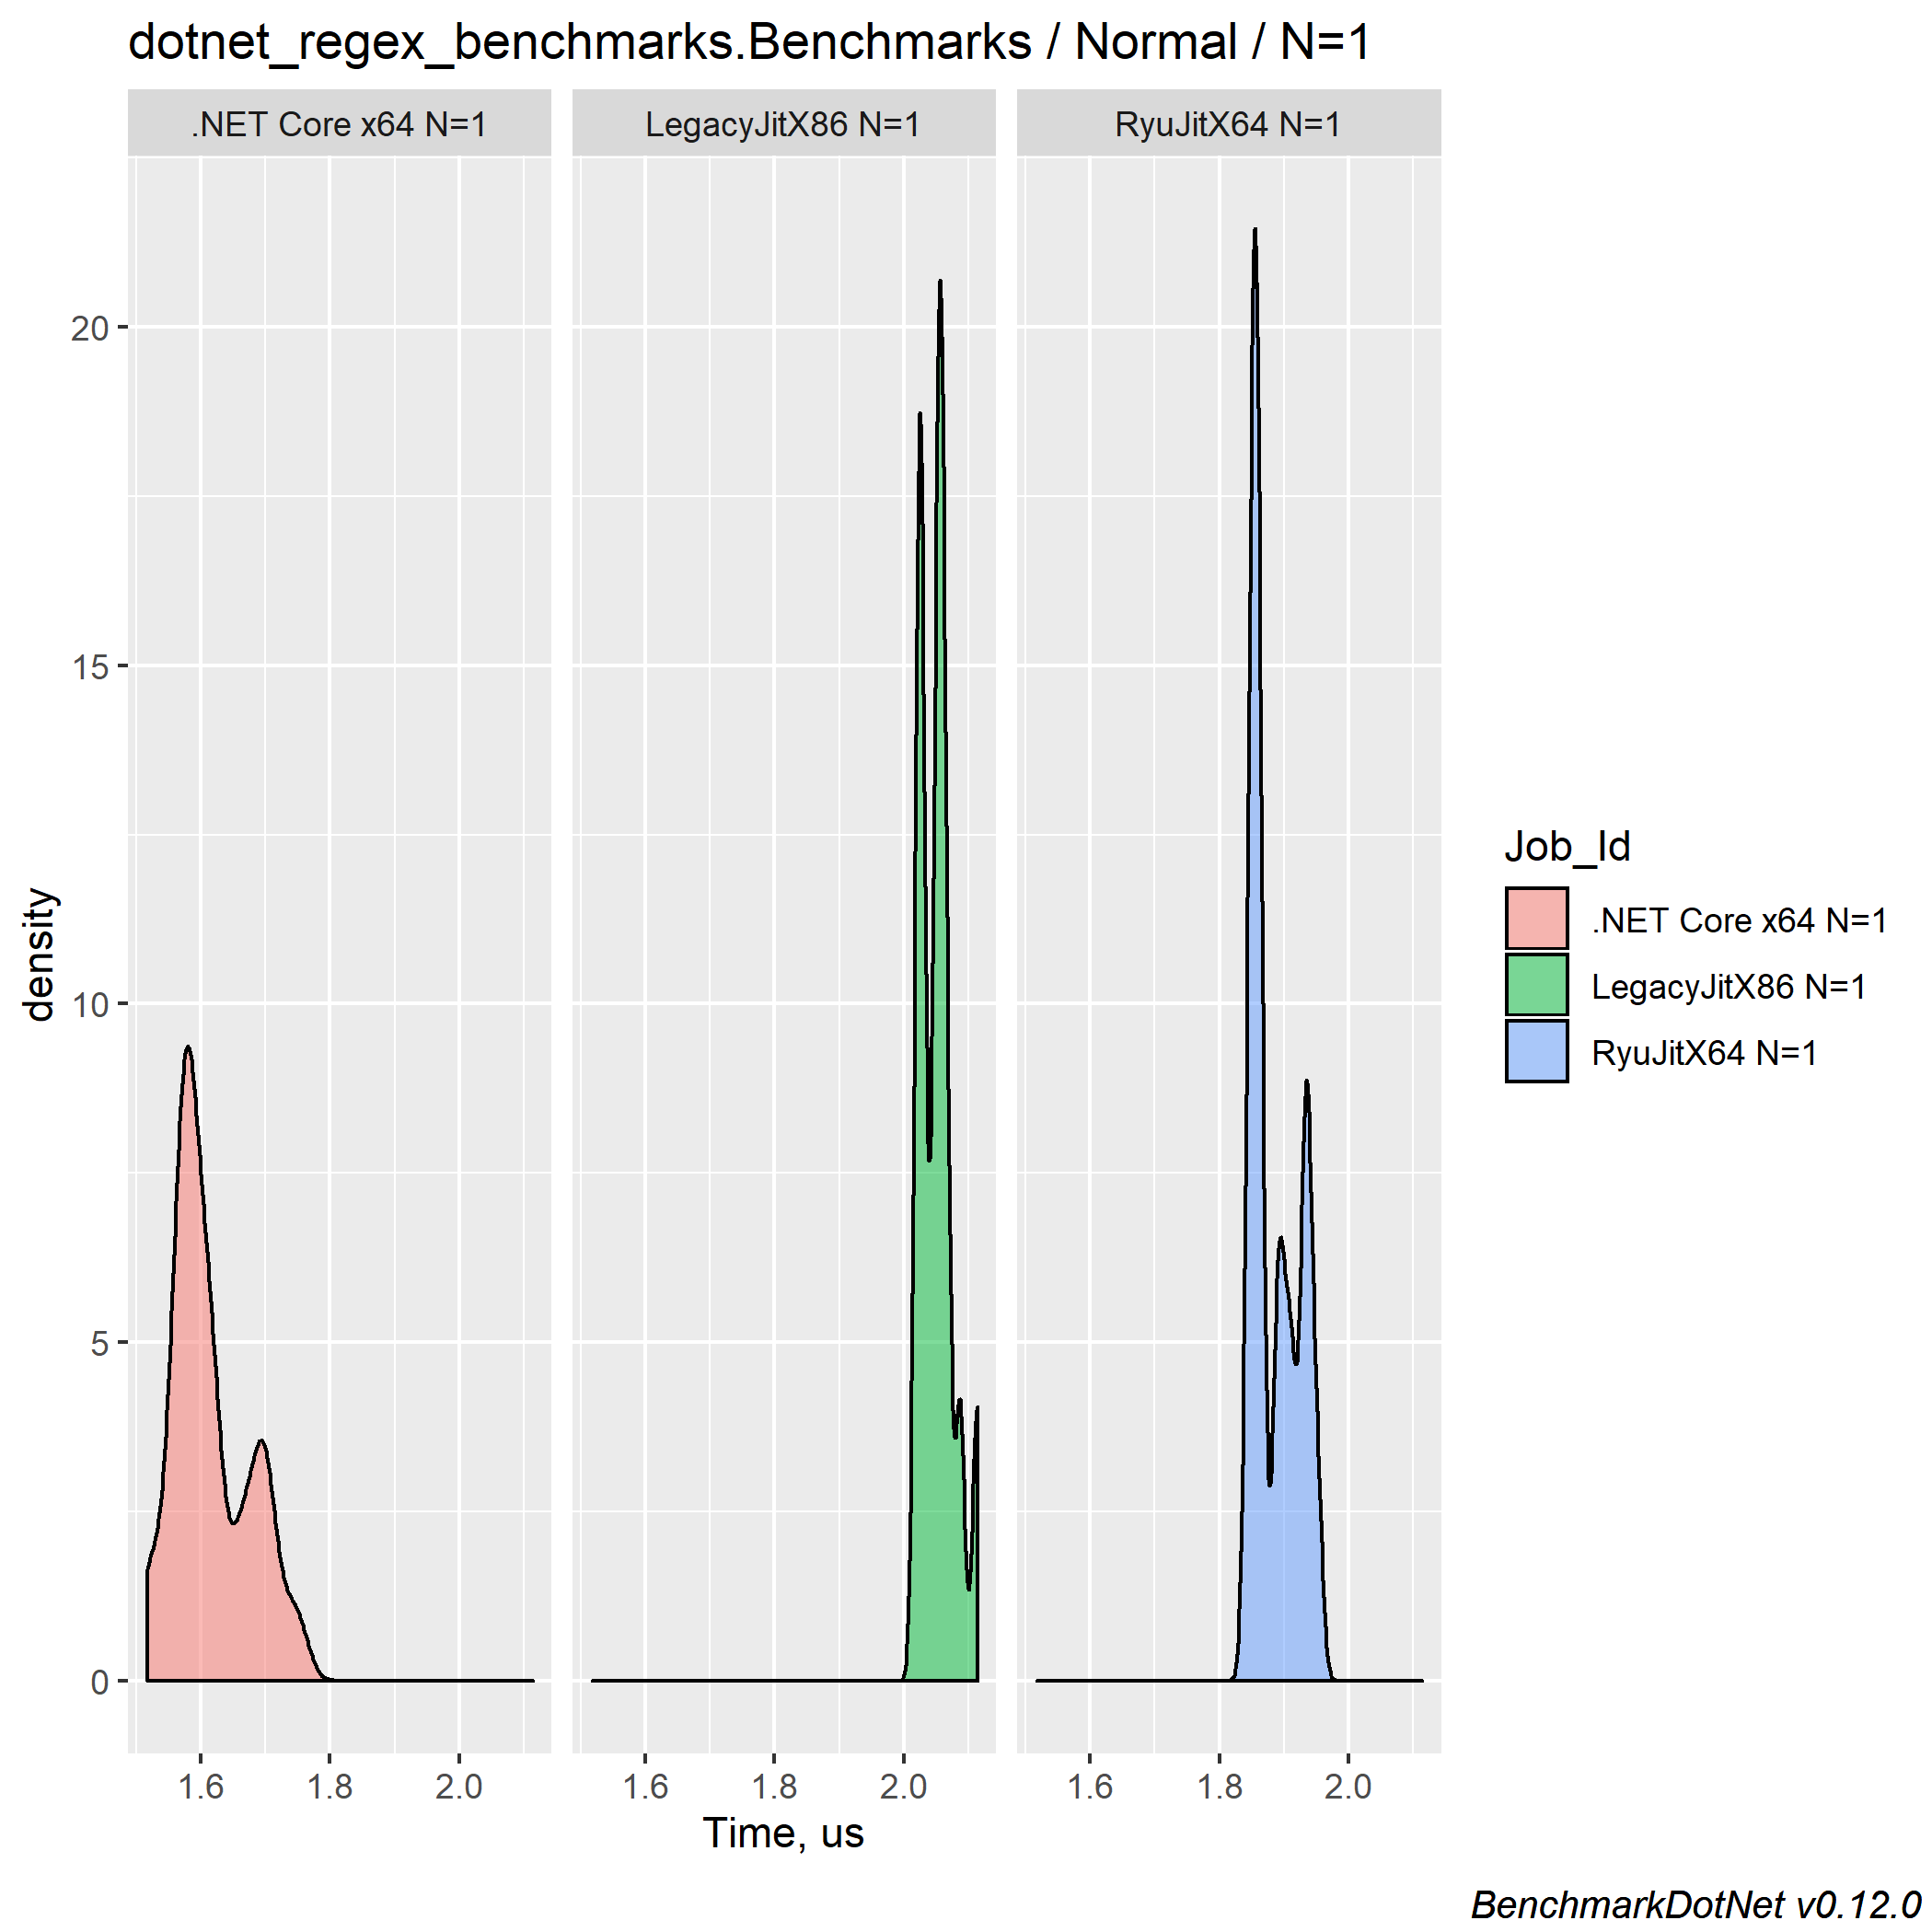 dotnet_regex_benchmarks.Benchmarks / Normal / N=1
.NET Core x64 N=1
LegacyJitX86 N=1
RyuJitX64 N=1
20
15
10
5
0
density
1.6 1.8 2.0
1.6 1.8 2.0
1.6 1.8 2.0
Time, us
Job_Id
.NET Core x64 N=1
LegacyJitX86 N=1
RyuJitX64 N=1
BenchmarkDotNet v0.12.0